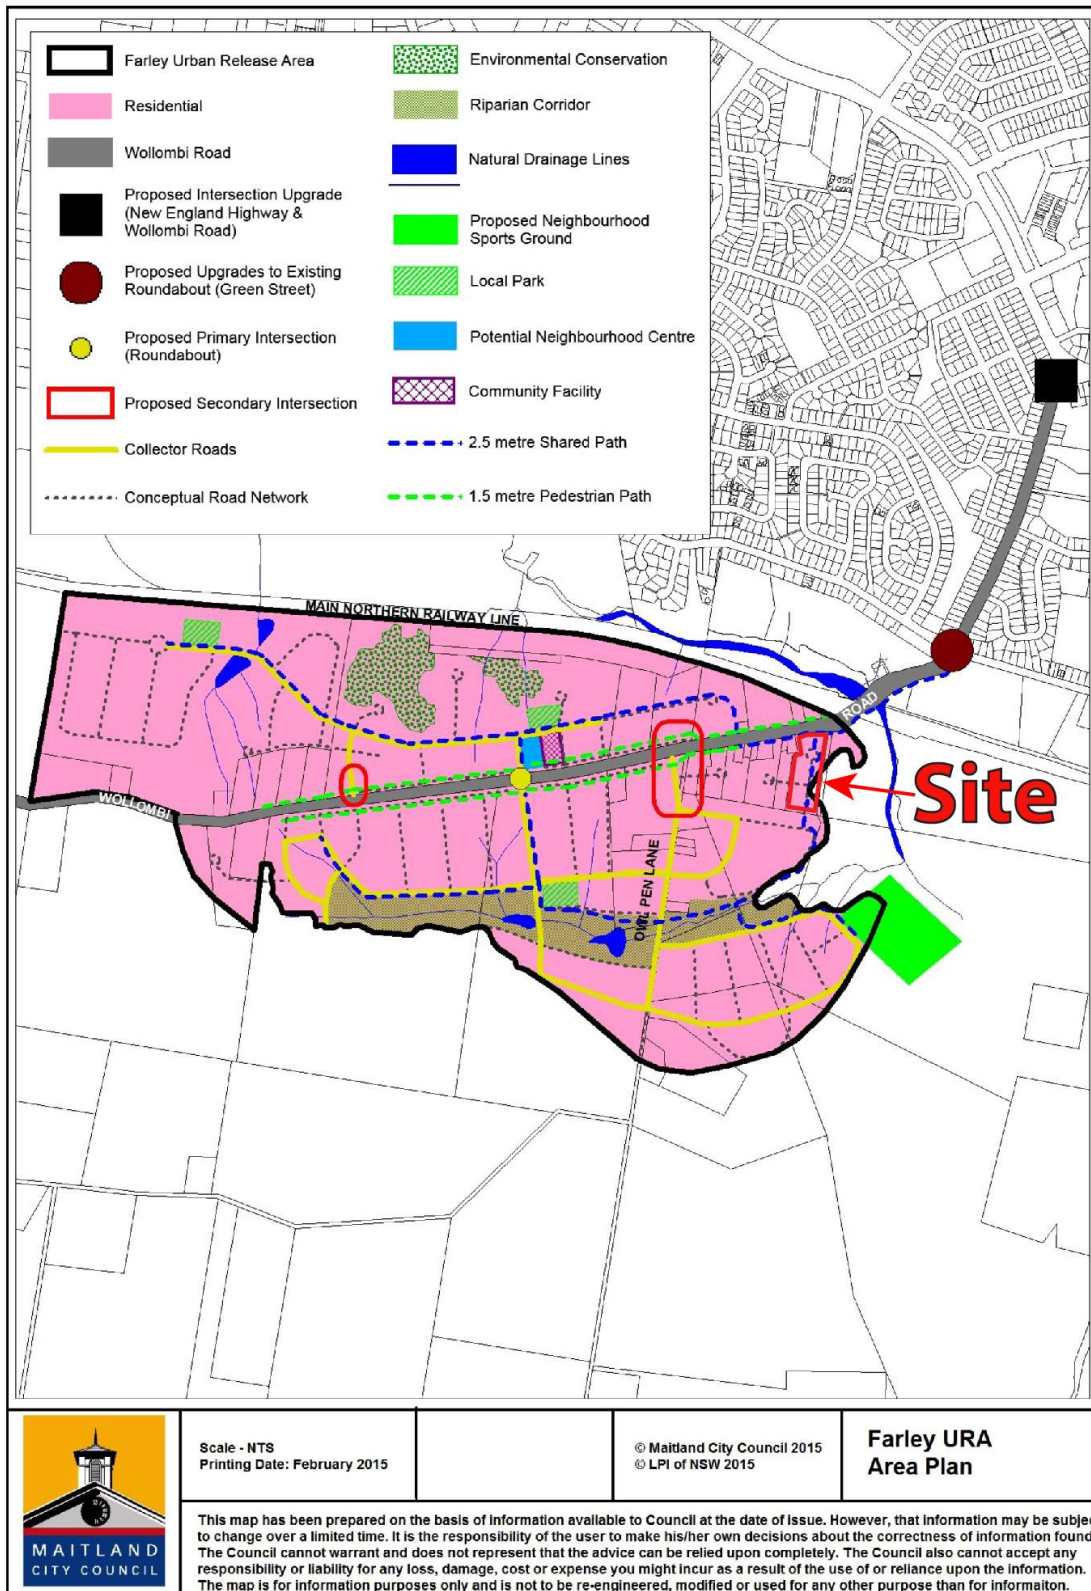 Farley Urban Release Area
Residential
Wollombi Road
Proposed Intersection Upgrade
(New England Highway &
Wollombi Road)
Proposed Upgrades to Existing
Roundabout (Green Street)
Proposed Primary Intersection
(Roundabout)
Proposed Secondary Intersection
Collector Roads
Conceptual Road Network
Environmental Conservation
Riparian Corridor
Natural Drainage Lines
Proposed Neighbourhood
Sports Ground
Local Park
Potential Neighbourhood Centre
Community Facility
2.5 metre Shared Path
1.5 metre Pedestrian Path
MAIN NORTHERN RAILWAY LINE
ROAD
WOLLOMBI
Site
OWL PEN LANE
MAITLAND
CITY COUNCIL
Scale - NTS
Printing Date: February 2015
© Maitland City Council 2015
© LPI of NSW 2015
Farley URA
Area Plan
This map has been prepared on the basis of information available to Council at the date of issue. However, that information may be subje
to change over a limited time. It is the responsibility of the user to make his/her own decisions about the correctness of information found
The Council cannot warrant and does not represent that the advice can be relied upon completely. The Council also cannot accept any
responsibility or liability for any loss, damage, cost or expense you might incur as a result of the use of or reliance upon the information.
The map is for information purposes only and is not to be re-engineered, modified or used for any other purpose than for informaiton.